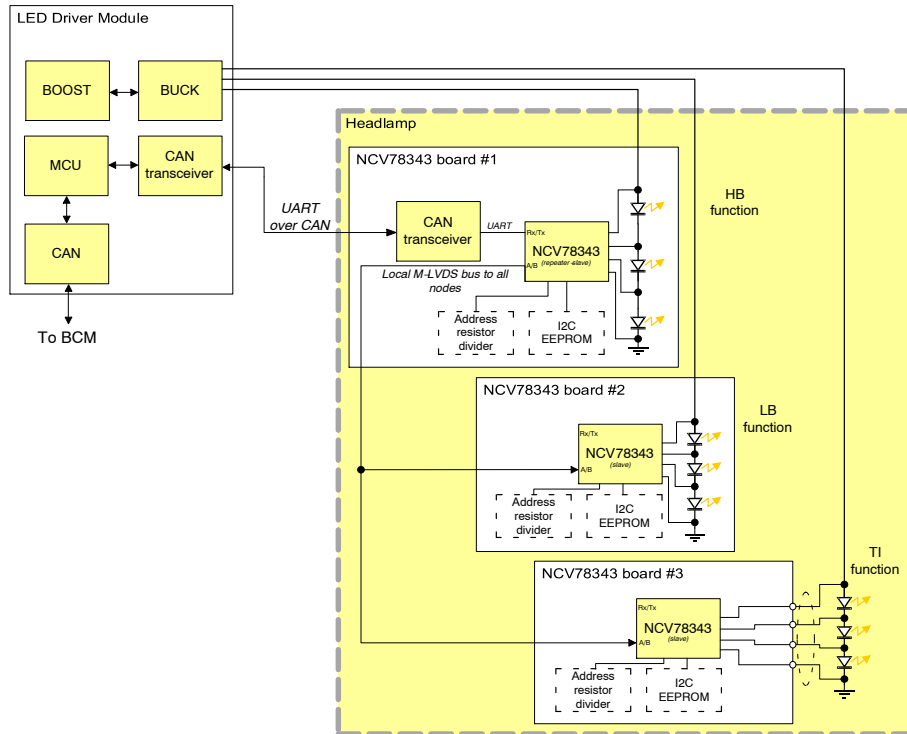 LED Driver Module
BOOST
BUCK
MCU
CAN
transceiver
CAN
To BCM
UART
over CAN
Headlamp
NCV78343 board #1
CAN
transceiver
UART
Rx/Tx
NCV78343
(repeater-slave)
A/B
Local M-LVDS bus to all
nodes
Address
resistor
divider
I2C
EEPROM
HB
function
NCV78343 board #2
Rx/Tx
NCV78343
(slave)
A/B
Address
resistor
divider
I2C
EEPROM
LB
function
NCV78343 board #3
Rx/Tx
NCV78343
(slave)
A/B
Address
resistor
divider
I2C
EEPROM
TI
function